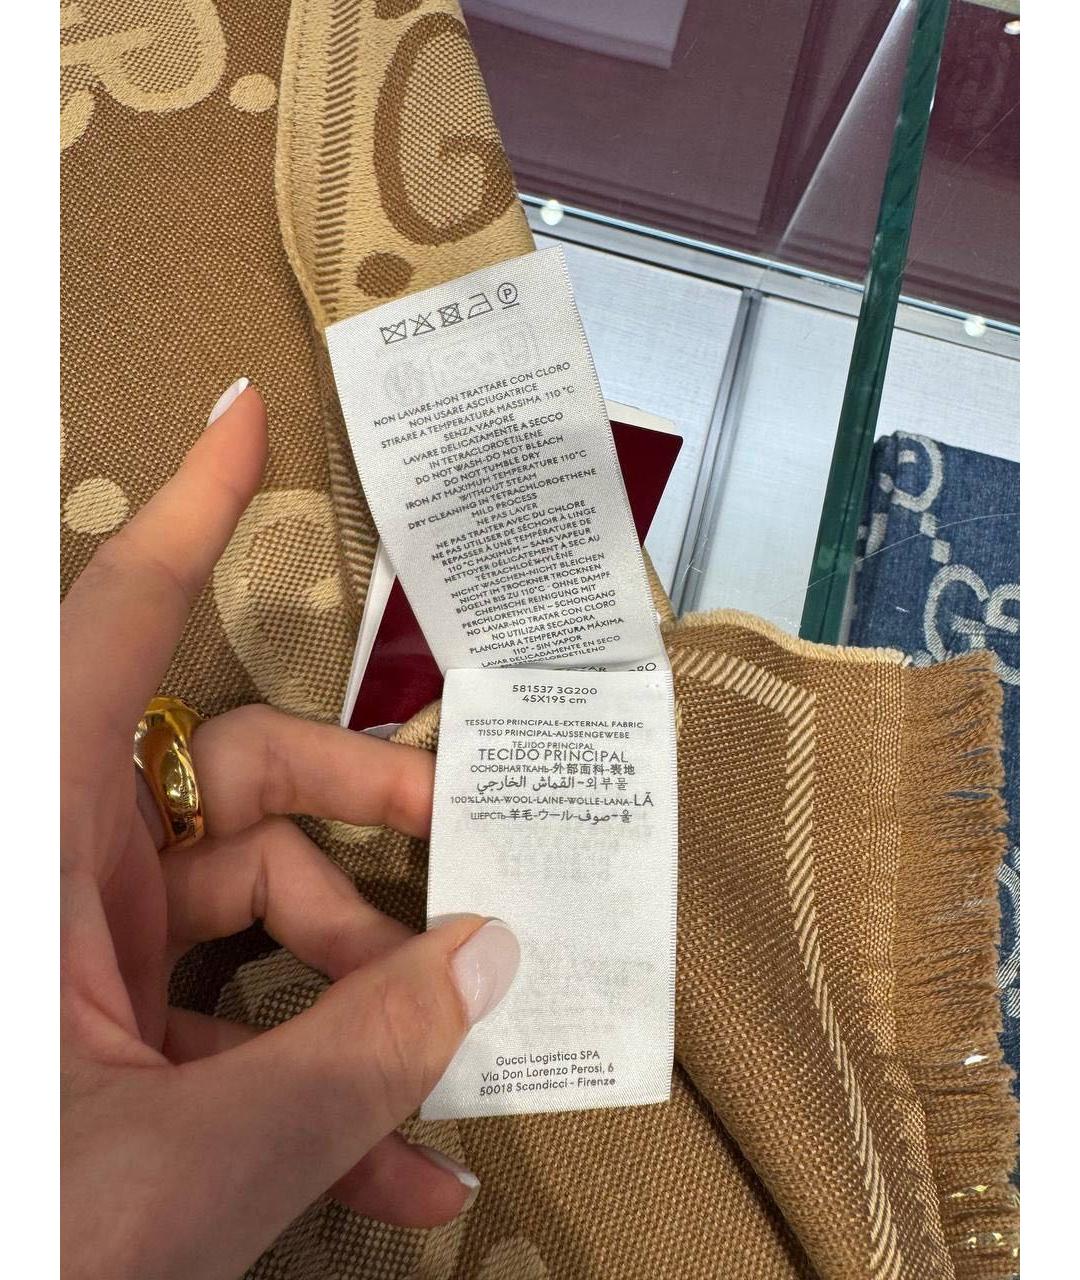 NON LAVARE-NON TRATTARE CON CLORO
NON USARE ASCIUGATRICE
STIRARE A TEMPERATURA MASSIMA 110 °C
SENZA VAPORE
LAVARE DELICATAMENTE A SECCO
IN TETRACLOROETILENE
DO NOT WASH-DO NOT BLEACH
DO NOT TUMBLE DRY
IRON AT MAXIMUM TEMPERATURE 110°C
WITHOUT STEAM
DRY CLEANING IN TETRACHLOROETHENE
MILD PROCESS
NE PAS LAVER
NE PAS TRAITER AVEC DU CHLORE
NE PAS UTILISER DE SÉCHOIR À LINGE
REPASSER À UNE TEMPÉRATURE DE
110 °C MAXIMUM – SANS VAPEUR
NETTOYER DÉLICATEMENT À SEC AU
TÉTRACHLOÉTHYLÈNE
NICHT WASCHEN-NICHT BLEICHEN
NICHT IM TROCKNER TROCKNEN
BÜGELN BIS ZU 110°C - OHNE DAMPF
CHEMISCHE REINIGUNG MIT
PERCHLORETHYLEN – SCHONGANG
NO LAVAR-NO TRATAR CON CLORO
NO UTILIZAR SECADORA
PLANCHAR A TEMPERATURA MÁXIMA
110° - SIN VAPOR
LAVAR DELICADAMENTE EN SECO
581537 3G200
45X195 cm
TESSUTO PRINCIPALE-EXTERNAL FABRIC
TISSU PRINCIPAL-AUSSENGEWEBE
TEJIDO PRINCIPAL
TECIDO PRINCIPAL
ОСНОВНАЯ ТКАНЬ-外部面料-表地
القماش الخارجي-외부물
100%LANA-WOOL-LAINE-WOLLE-LANA-LÃ
ШЕРСТЬ-羊毛-ウール-صوف-울
Gucci Logistica SPA
Via Don Lorenzo Perosi, 6
50018 Scandicci - Firenze